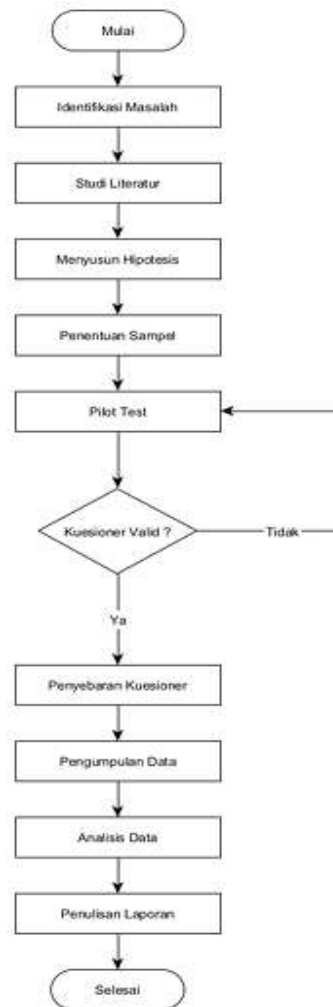 Mulai
Identifikasi Masalah
Studi Literatur
Menyusun Hipotesis
Penentuan Sampel
Pilot Test
Kuesioner Valid ?
Tidak
Ya
Penyebaran Kuesioner
Pengumpulan Data
Analisis Data
Penulisan Laporan
Selesai